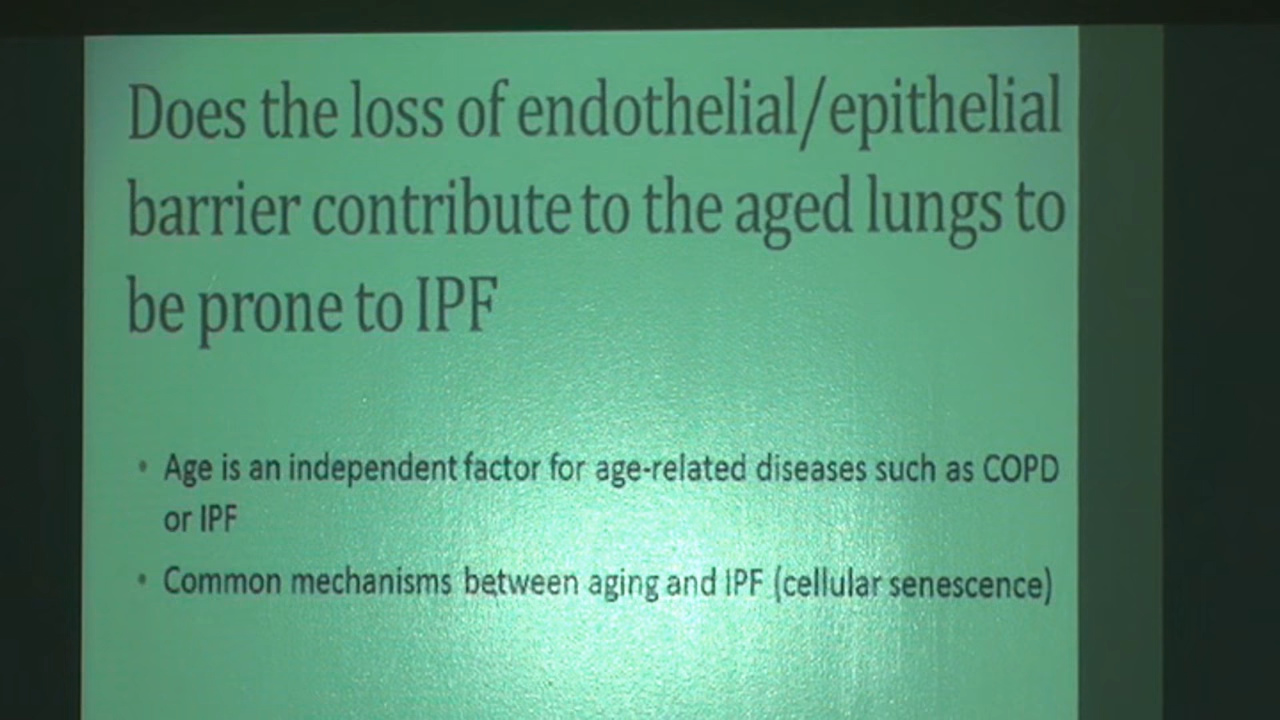 Does the loss of endothelial/epithelial
barrier contribute to the aged lungs to
be prone to IPF
• Age is an independent factor for age-related diseases such as COPD
or IPF
• Common mechanisms between aging and IPF (cellular senescence)